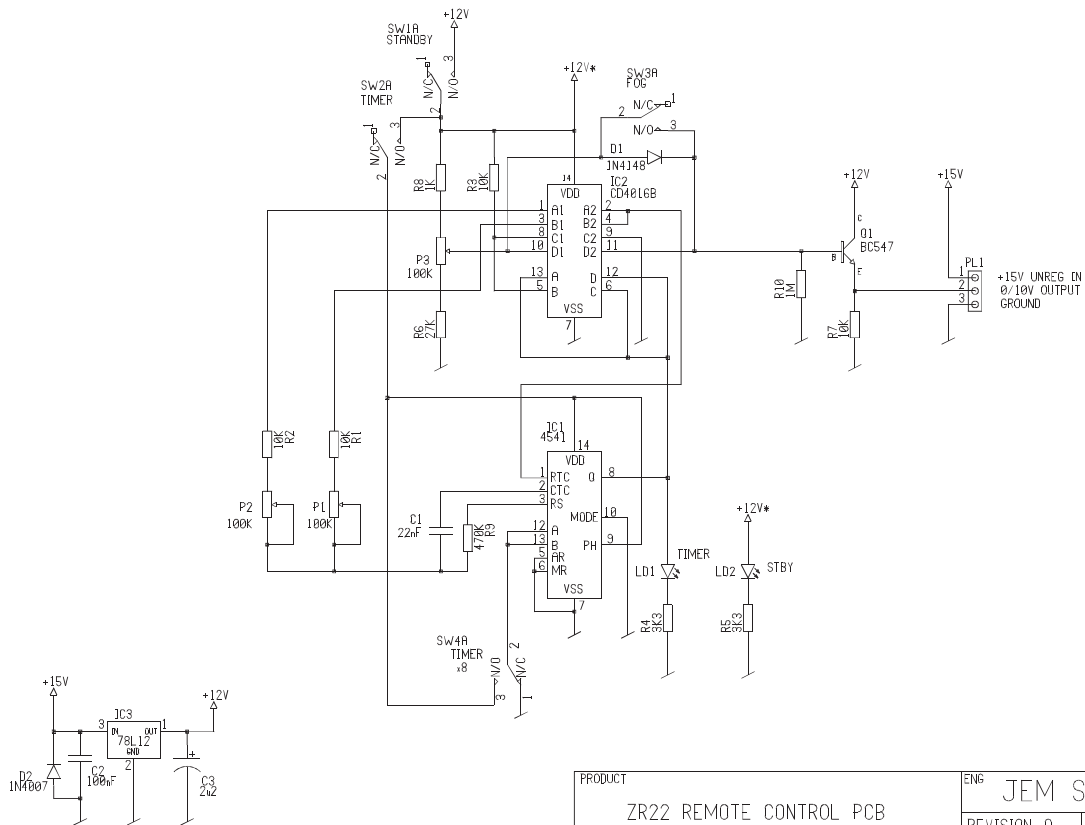 +12V
SW1A
STANDBY
1
3
N/C
N/O
2
+12V*
SW3A
FOG
N/C
1
2
N/O
3
SW2A
TIMER
1
3
N/C
N/O
2
D1
1N4148
R8
1K
R3
10K
14
IC2
CD4016B
VDD
1 A1 A2 2
3 B1 B2 4
8 C1 C2 9
10 D1 D2 11
13 A D 12
5 B C 6
VSS
7
P3
100K
R6
27K
+12V
C
Q1
BC547
B
E
R10
1M
R7
10K
+15V
PL1
1 +15V UNREG IN
2 0/10V OUTPUT
3 GROUND
10K
R2
10K
R1
P2
100K
P1
100K
C1
22nF
470K
R9
IC1
4541
14
VDD
1 RTC Q 8
2 CTC
3 RS
MODE 10
12 A
13 B PH 9
5 AR
6 MR
VSS
7
TIMER
LD1
R4
3K3
+12V*
LD2
STBY
R5
3K3
SW4A
TIMER
x8
2
N/O
N/C
3
1
+15V
+12V
IC3
3 IN OUT 1
78L12
GND
2
D2
1N4007
C2
100nF
+
C3
2u2
PRODUCT
ZR22 REMOTE CONTROL PCB
ENG
JEM S
REVISION 0